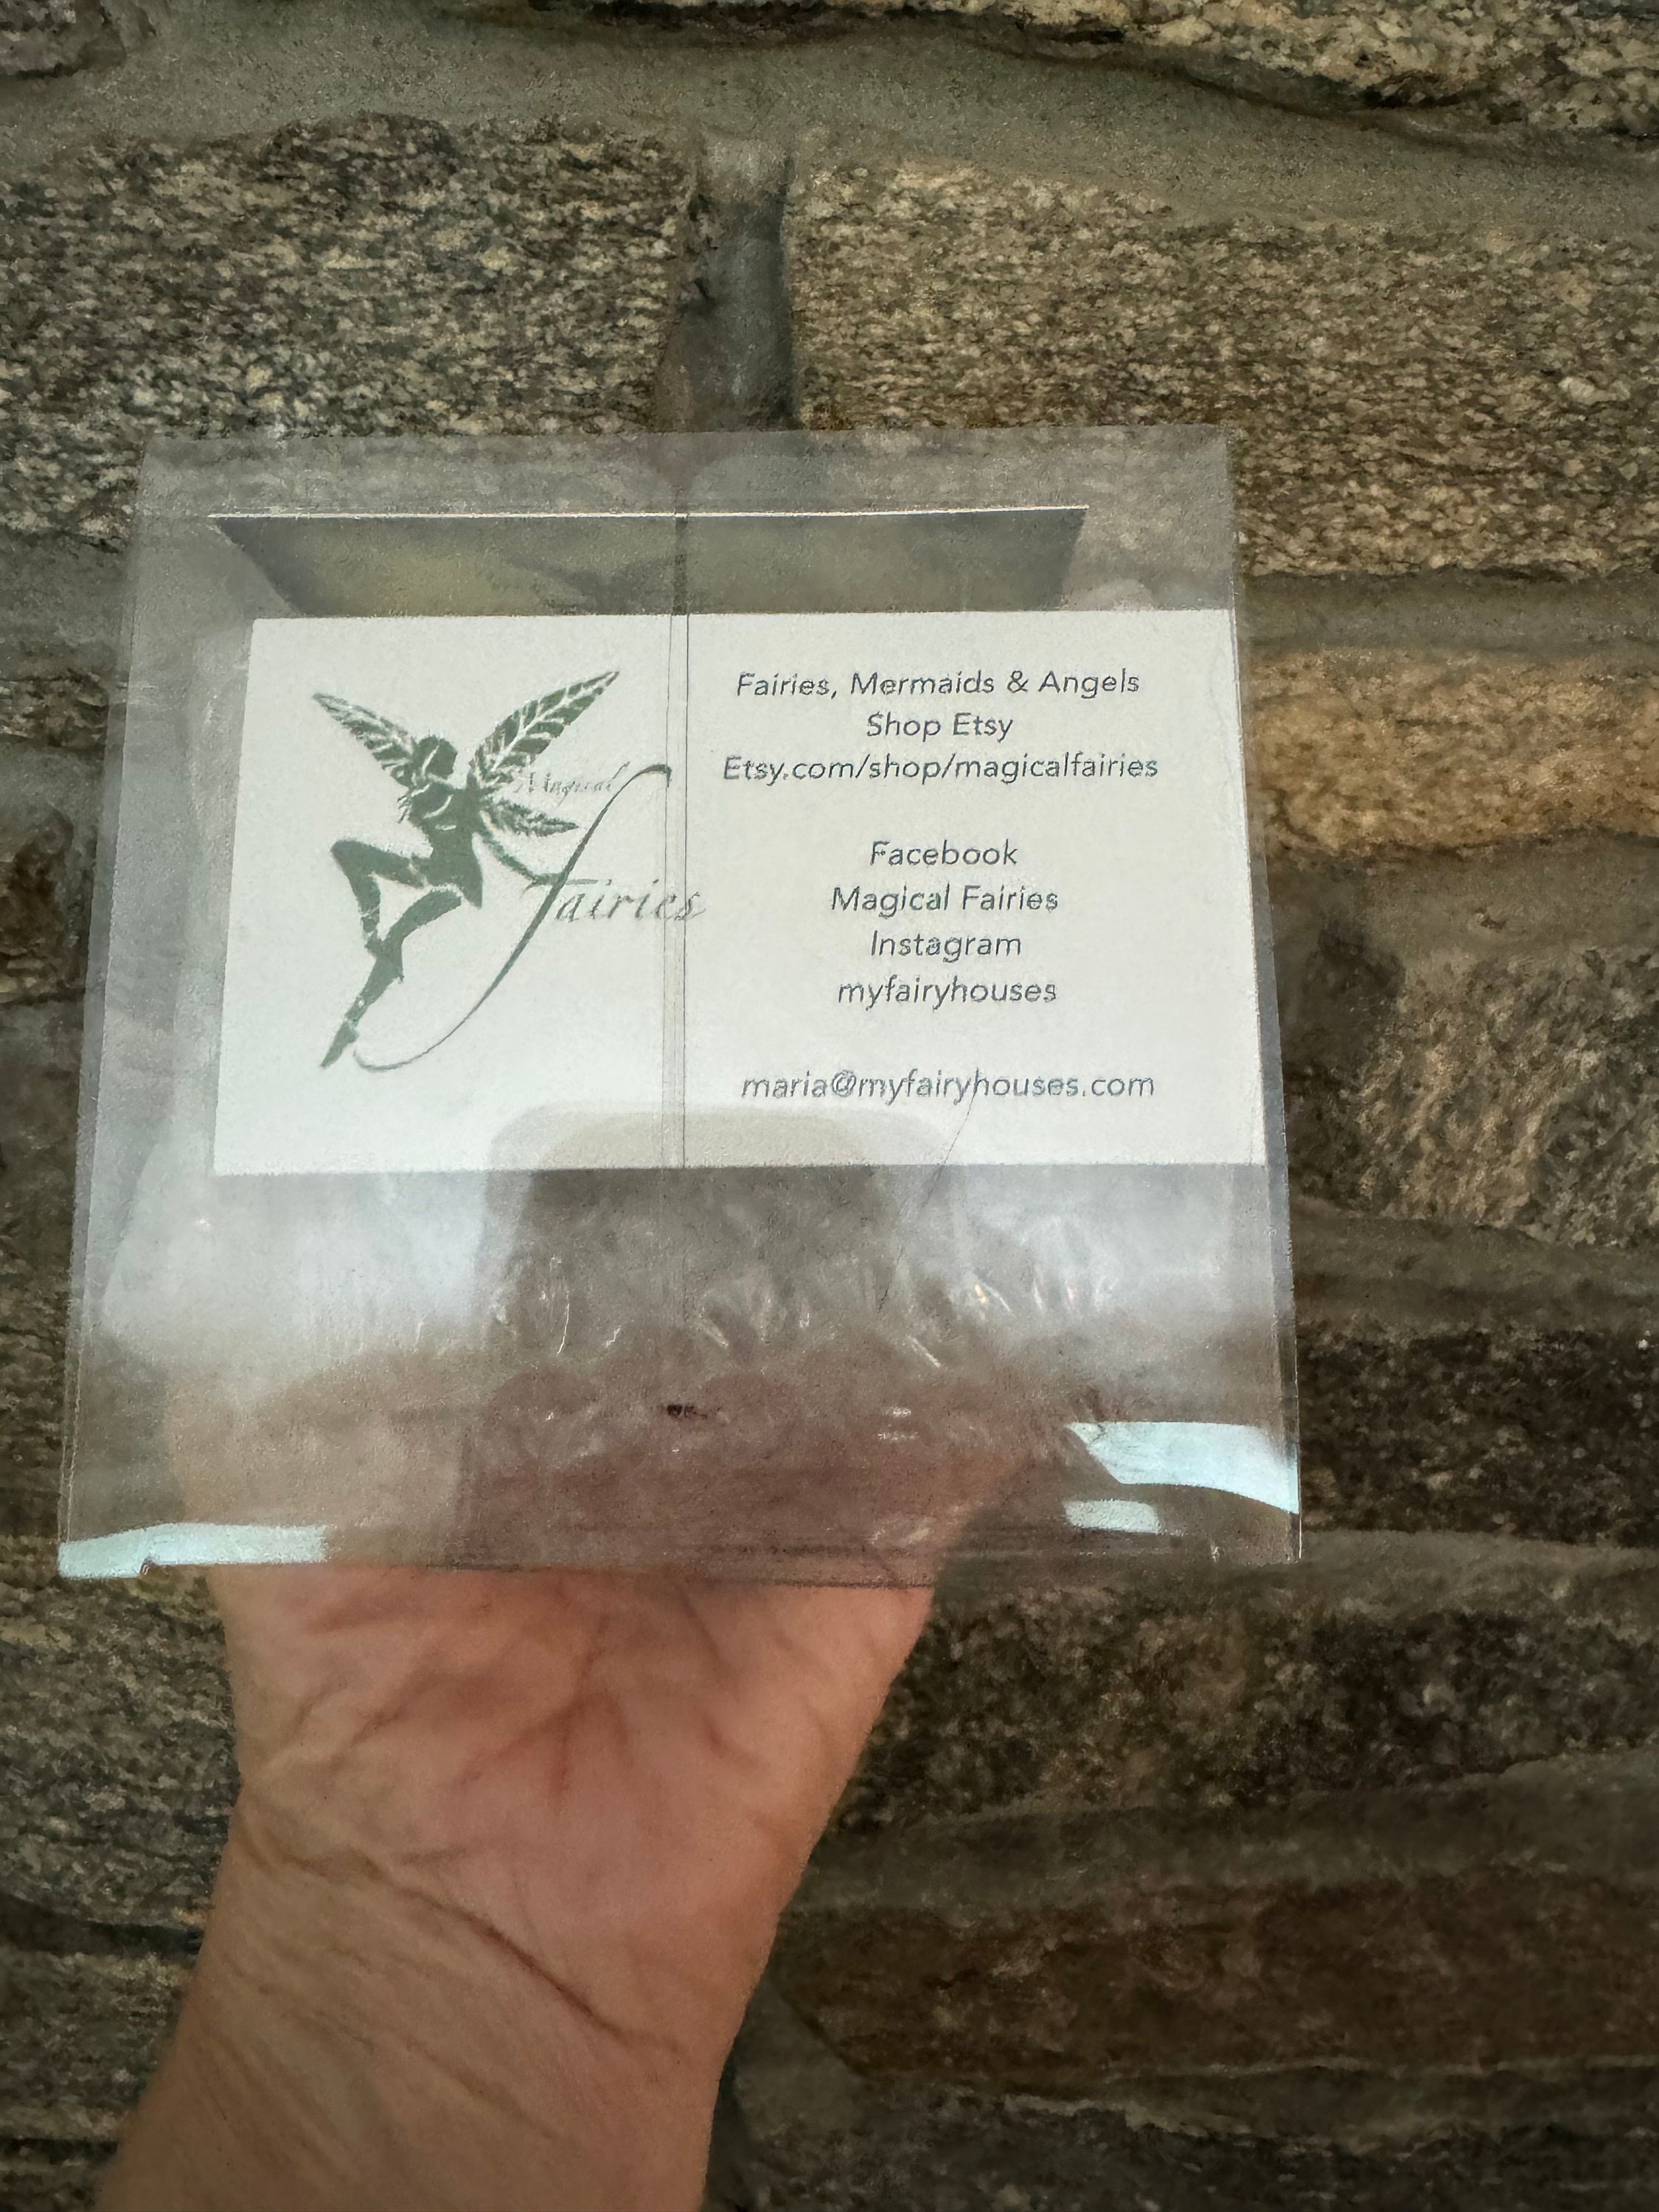 Magical
Fairies
Fairies, Mermaids & Angels
Shop Etsy
Etsy.com/shop/magicalfairies
Facebook
Magical Fairies
Instagram
myfairyhouses
maria@myfairyhouses.com